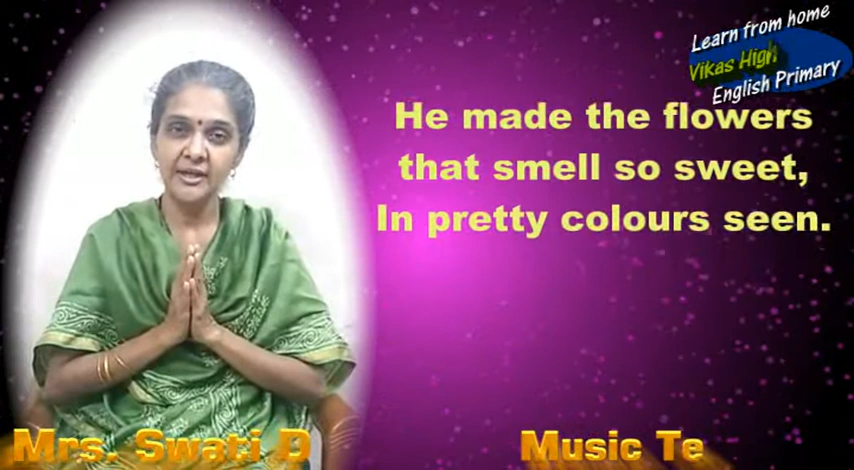 Learn from home
Vikas High
English Primary
He made the flowers
that smell so sweet,
In pretty colours seen.
Mrs. Swati D
Music Te